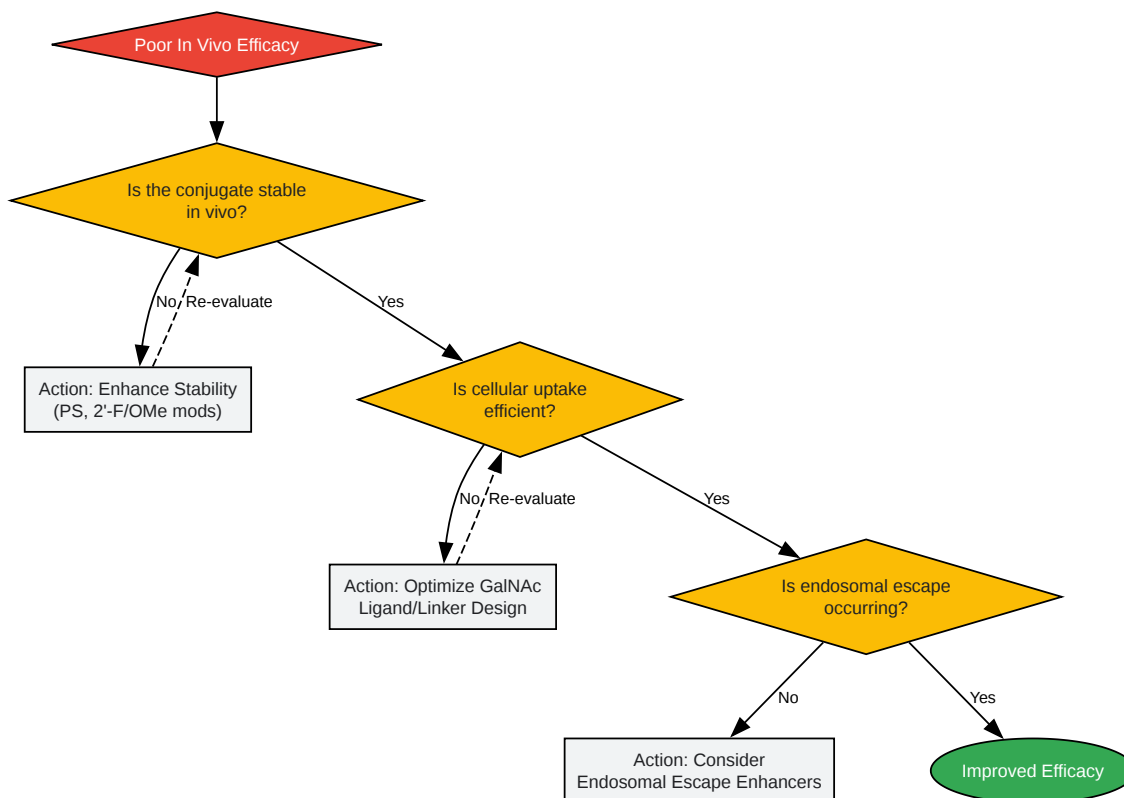 Poor In Vivo Efficacy
Is the conjugate stable
in vivo?
No
Re-evaluate
Yes
Action: Enhance Stability
(PS, 2'-F/OMe mods)
Is cellular uptake
efficient?
No
Re-evaluate
Yes
Action: Optimize GalNAc
Ligand/Linker Design
Is endosomal escape
occurring?
No
Yes
Action: Consider
Endosomal Escape Enhancers
Improved Efficacy